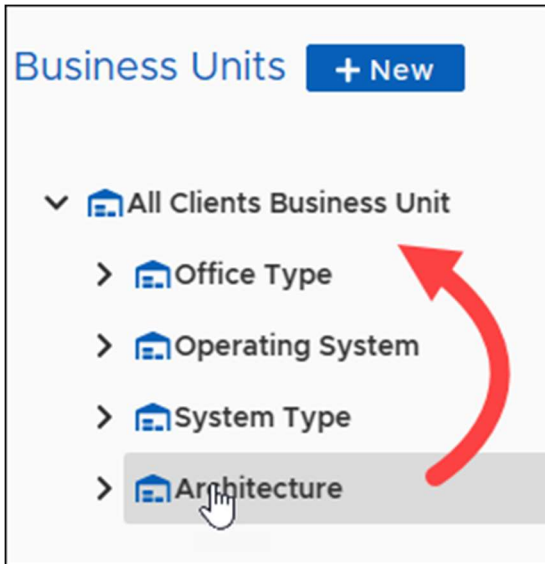 Business Units + New
All Clients Business Unit
Office Type
Operating System
System Type
Architecture